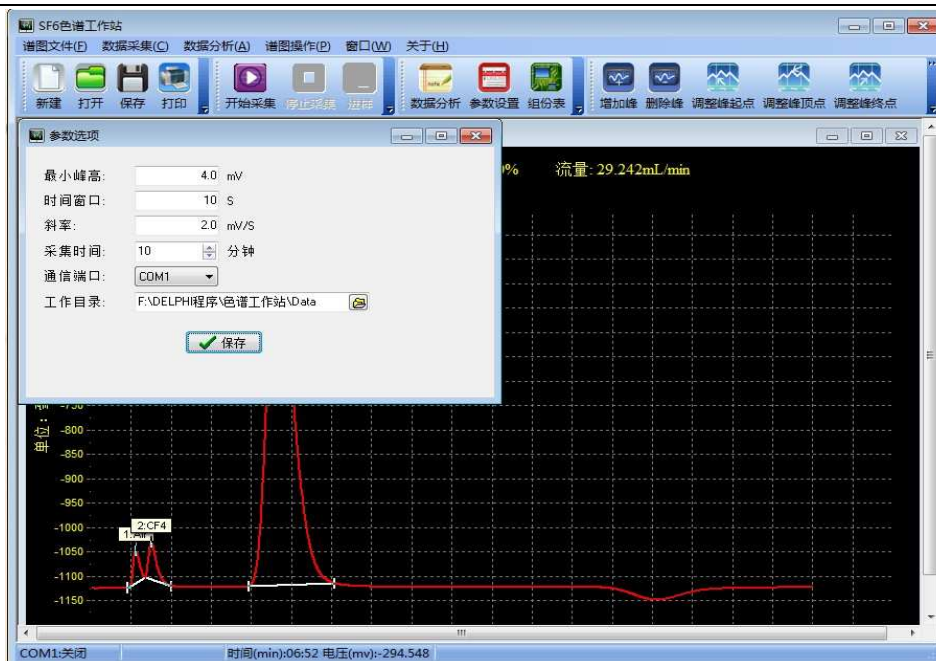 SF6色谱工作站
谱图文件(F) 数据采集(C) 数据分析(A) 谱图操作(P) 窗口(W) 关于(H)
新建 打开 保存 打印 开始采集 停止采集 进样 数据分析 参数设置 组份表 增加峰 删除峰 调整峰起点 调整峰顶点 调整峰终点
参数选项
% 流量: 29.242mL/min
最小峰高: 4.0 mV
时间窗口: 10 S
斜率: 2.0 mV/S
采集时间: 10 分钟
通信端口: COM1
工作目录: F:\DELPHI程序\色谱工作站\Data
保存
单位:
-750
-800
-850
-900
-950
-1000
2:CF4
1:Air
-1050
-1100
-1150
COM1:关闭 时间(min):06:52 电压(mv):-294.548